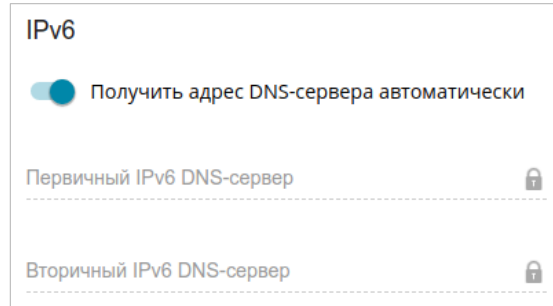 IPv6
Получить адрес DNS-сервера автоматически
Первичный IPv6 DNS-сервер
Вторичный IPv6 DNS-сервер